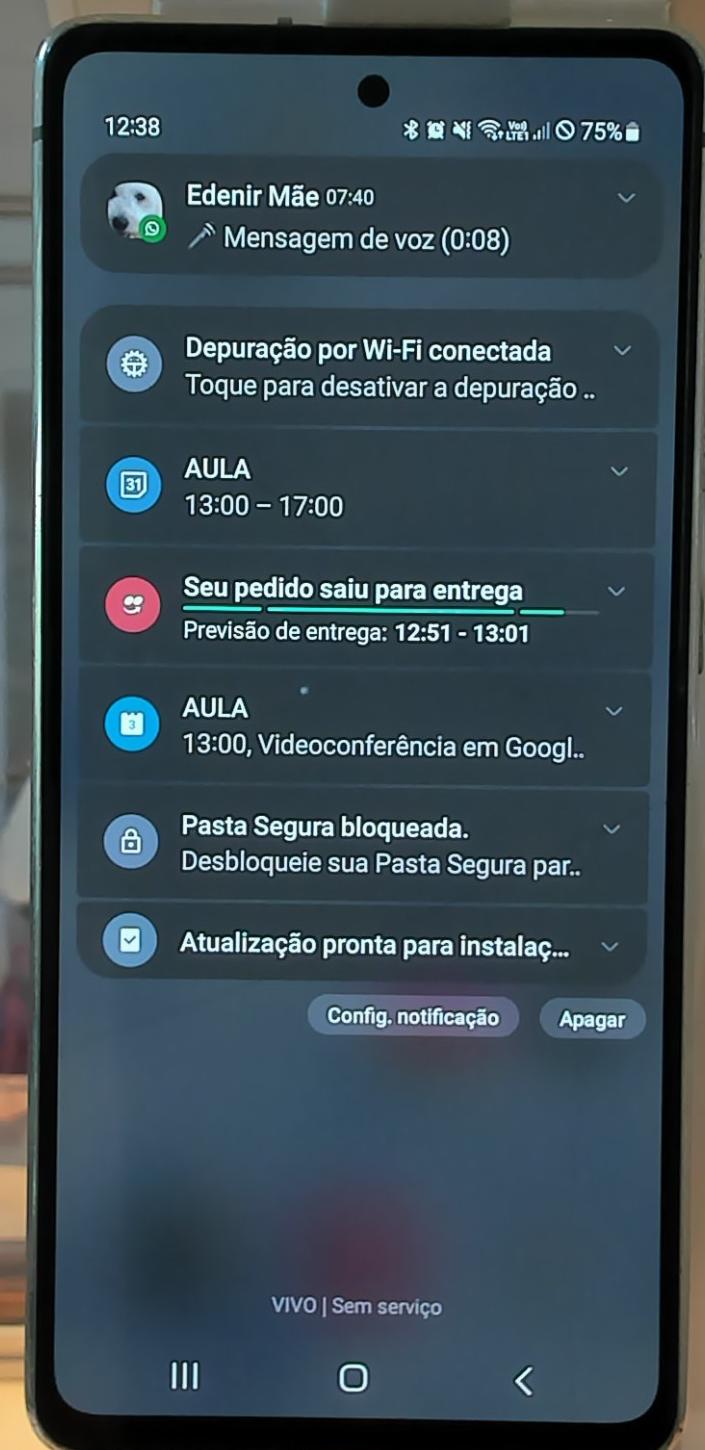 12:38
Vo) LTE1 75%
Edenir Mãe 07:40
Mensagem de voz (0:08)
Depuração por Wi-Fi conectada
Toque para desativar a depuração ..
31
AULA
13:00 – 17:00
Seu pedido saiu para entrega
Previsão de entrega: 12:51 - 13:01
3
AULA
13:00, Videoconferência em Googl..
Pasta Segura bloqueada.
Desbloqueie sua Pasta Segura par..
Atualização pronta para instalaç...
Config. notificação Apagar
VIVO | Sem serviço